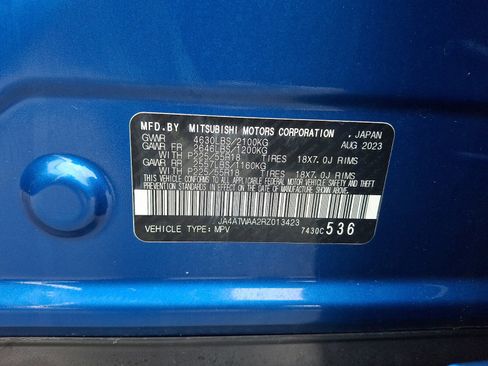 MFD.BY MITSUBISHI MOTORS CORPORATION , JAPAN
GVWR 4630LBS/2100KG AUG 2023
GAWR FR 2646LBS/1200KG
WITH P225/55R18 TIRES 18X7.0J RIMS
GAWR RR 2557LBS/1160KG
WITH P225/55R18 TIRES 18X7.0J RIMS
THIS VEHICLE CONFORMS TO ALL APPLICABLE FEDERAL
MOTOR VEHICLE SAFETY AND THEFT PREVENTION
STANDARDS IN EFFECT ON THE DATE OF
MANUFACTURE SHOWN ABOVE.
JA4ATWAA2RZ013423
VEHICLE TYPE: MPV 7430C 536